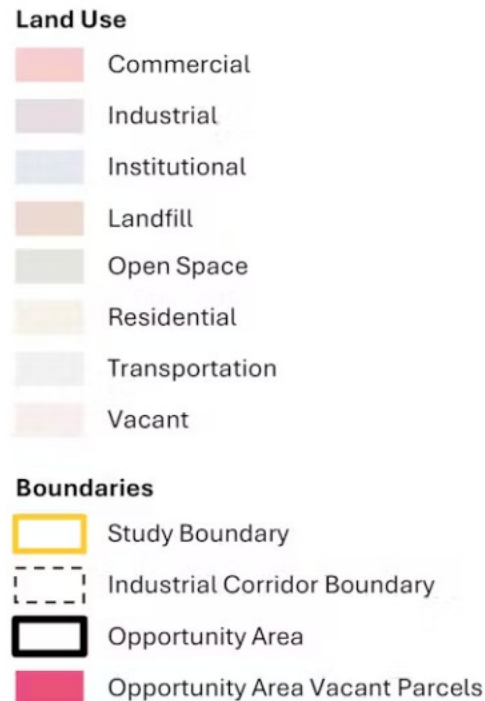 Land Use
Commercial
Industrial
Institutional
Landfill
Open Space
Residential
Transportation
Vacant
Boundaries
Study Boundary
Industrial Corridor Boundary
Opportunity Area
Opportunity Area Vacant Parcels